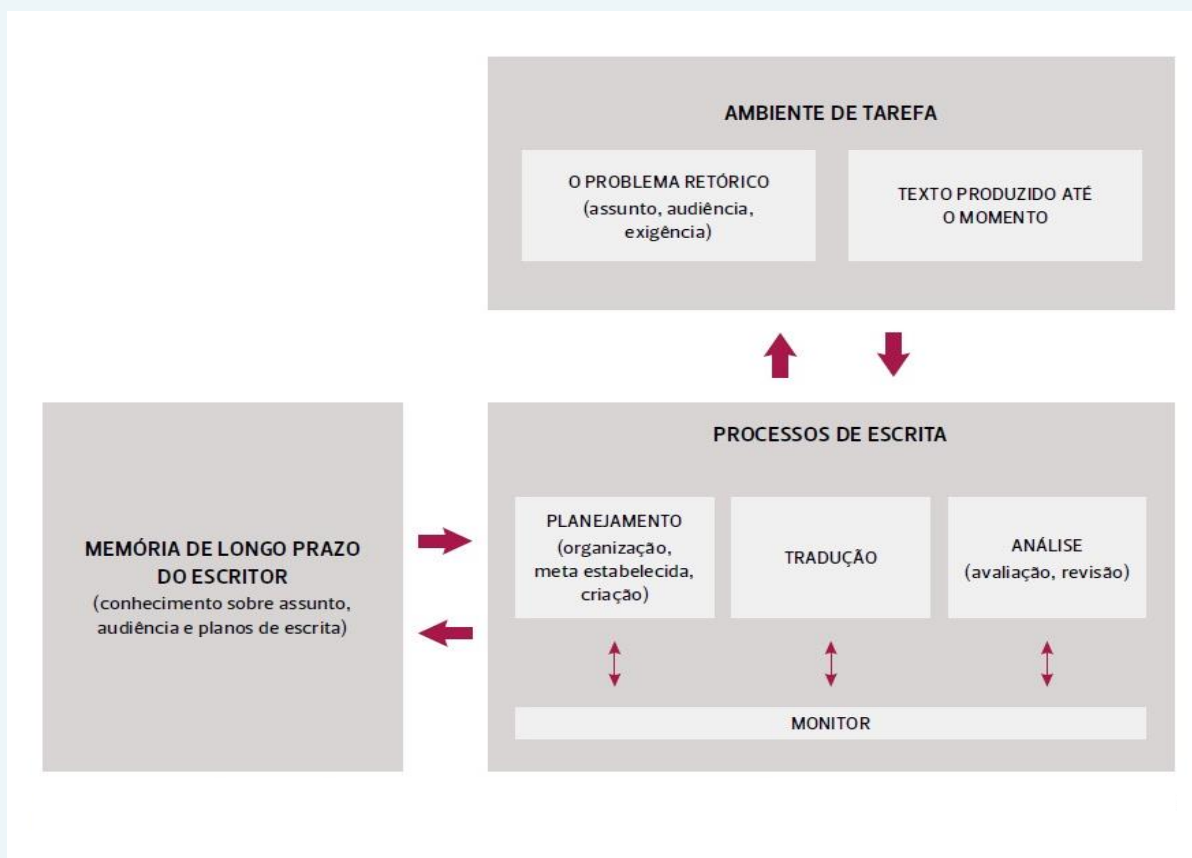 AMBIENTE DE TAREFA
O PROBLEMA RETÓRICO
(assunto, audiência,
exigência)
TEXTO PRODUZIDO ATÉ
O MOMENTO
MEMÓRIA DE LONGO PRAZO
DO ESCRITOR
(conhecimento sobre assunto,
audiência e planos de escrita)
PROCESSOS DE ESCRITA
PLANEJAMENTO
(organização,
meta estabelecida,
criação)
TRADUÇÃO
ANÁLISE
(avaliação, revisão)
MONITOR